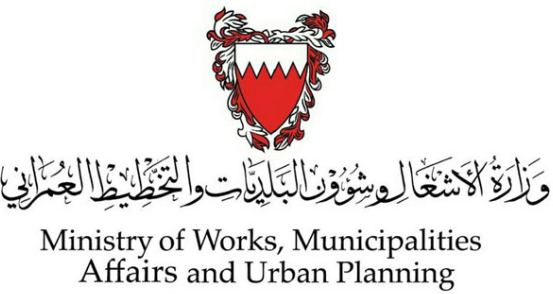 وزارة الأشغال وشؤون البلديات والتخطيط العمراني
Ministry of Works, Municipalities
Affairs and Urban Planning